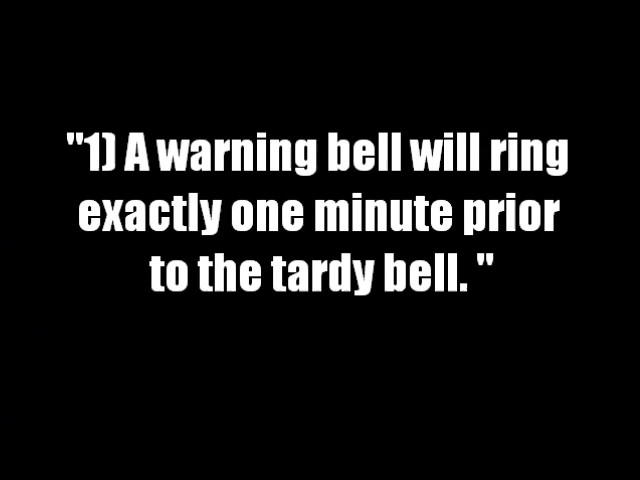 "1) A warning bell will ring
exactly one minute prior
to the tardy bell. "